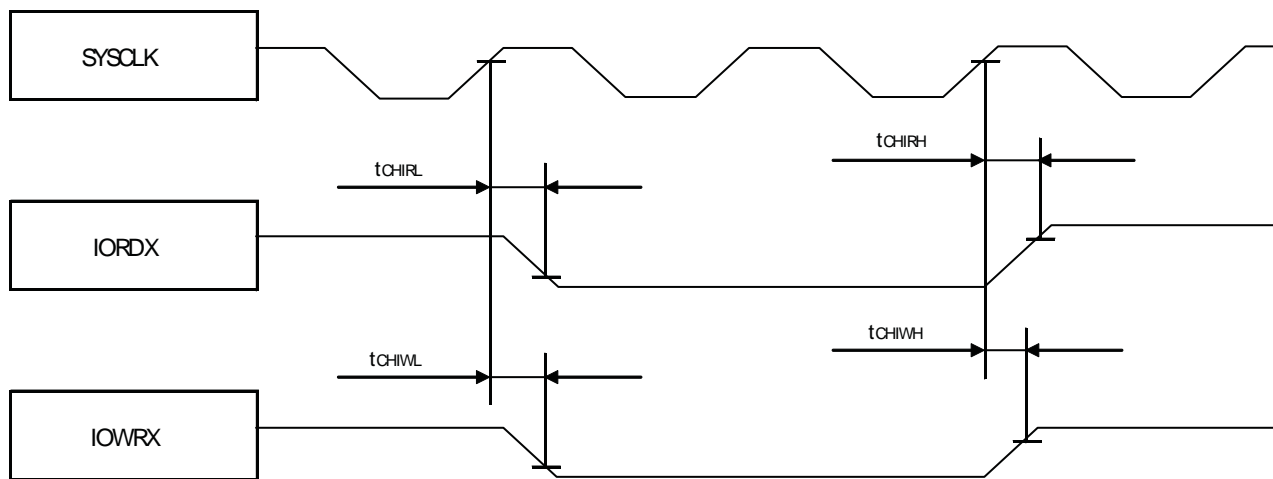 SYSCLK
tCHIRH
tCHIRL
IORDX
tCHIWH
tCHIWL
IOWRX